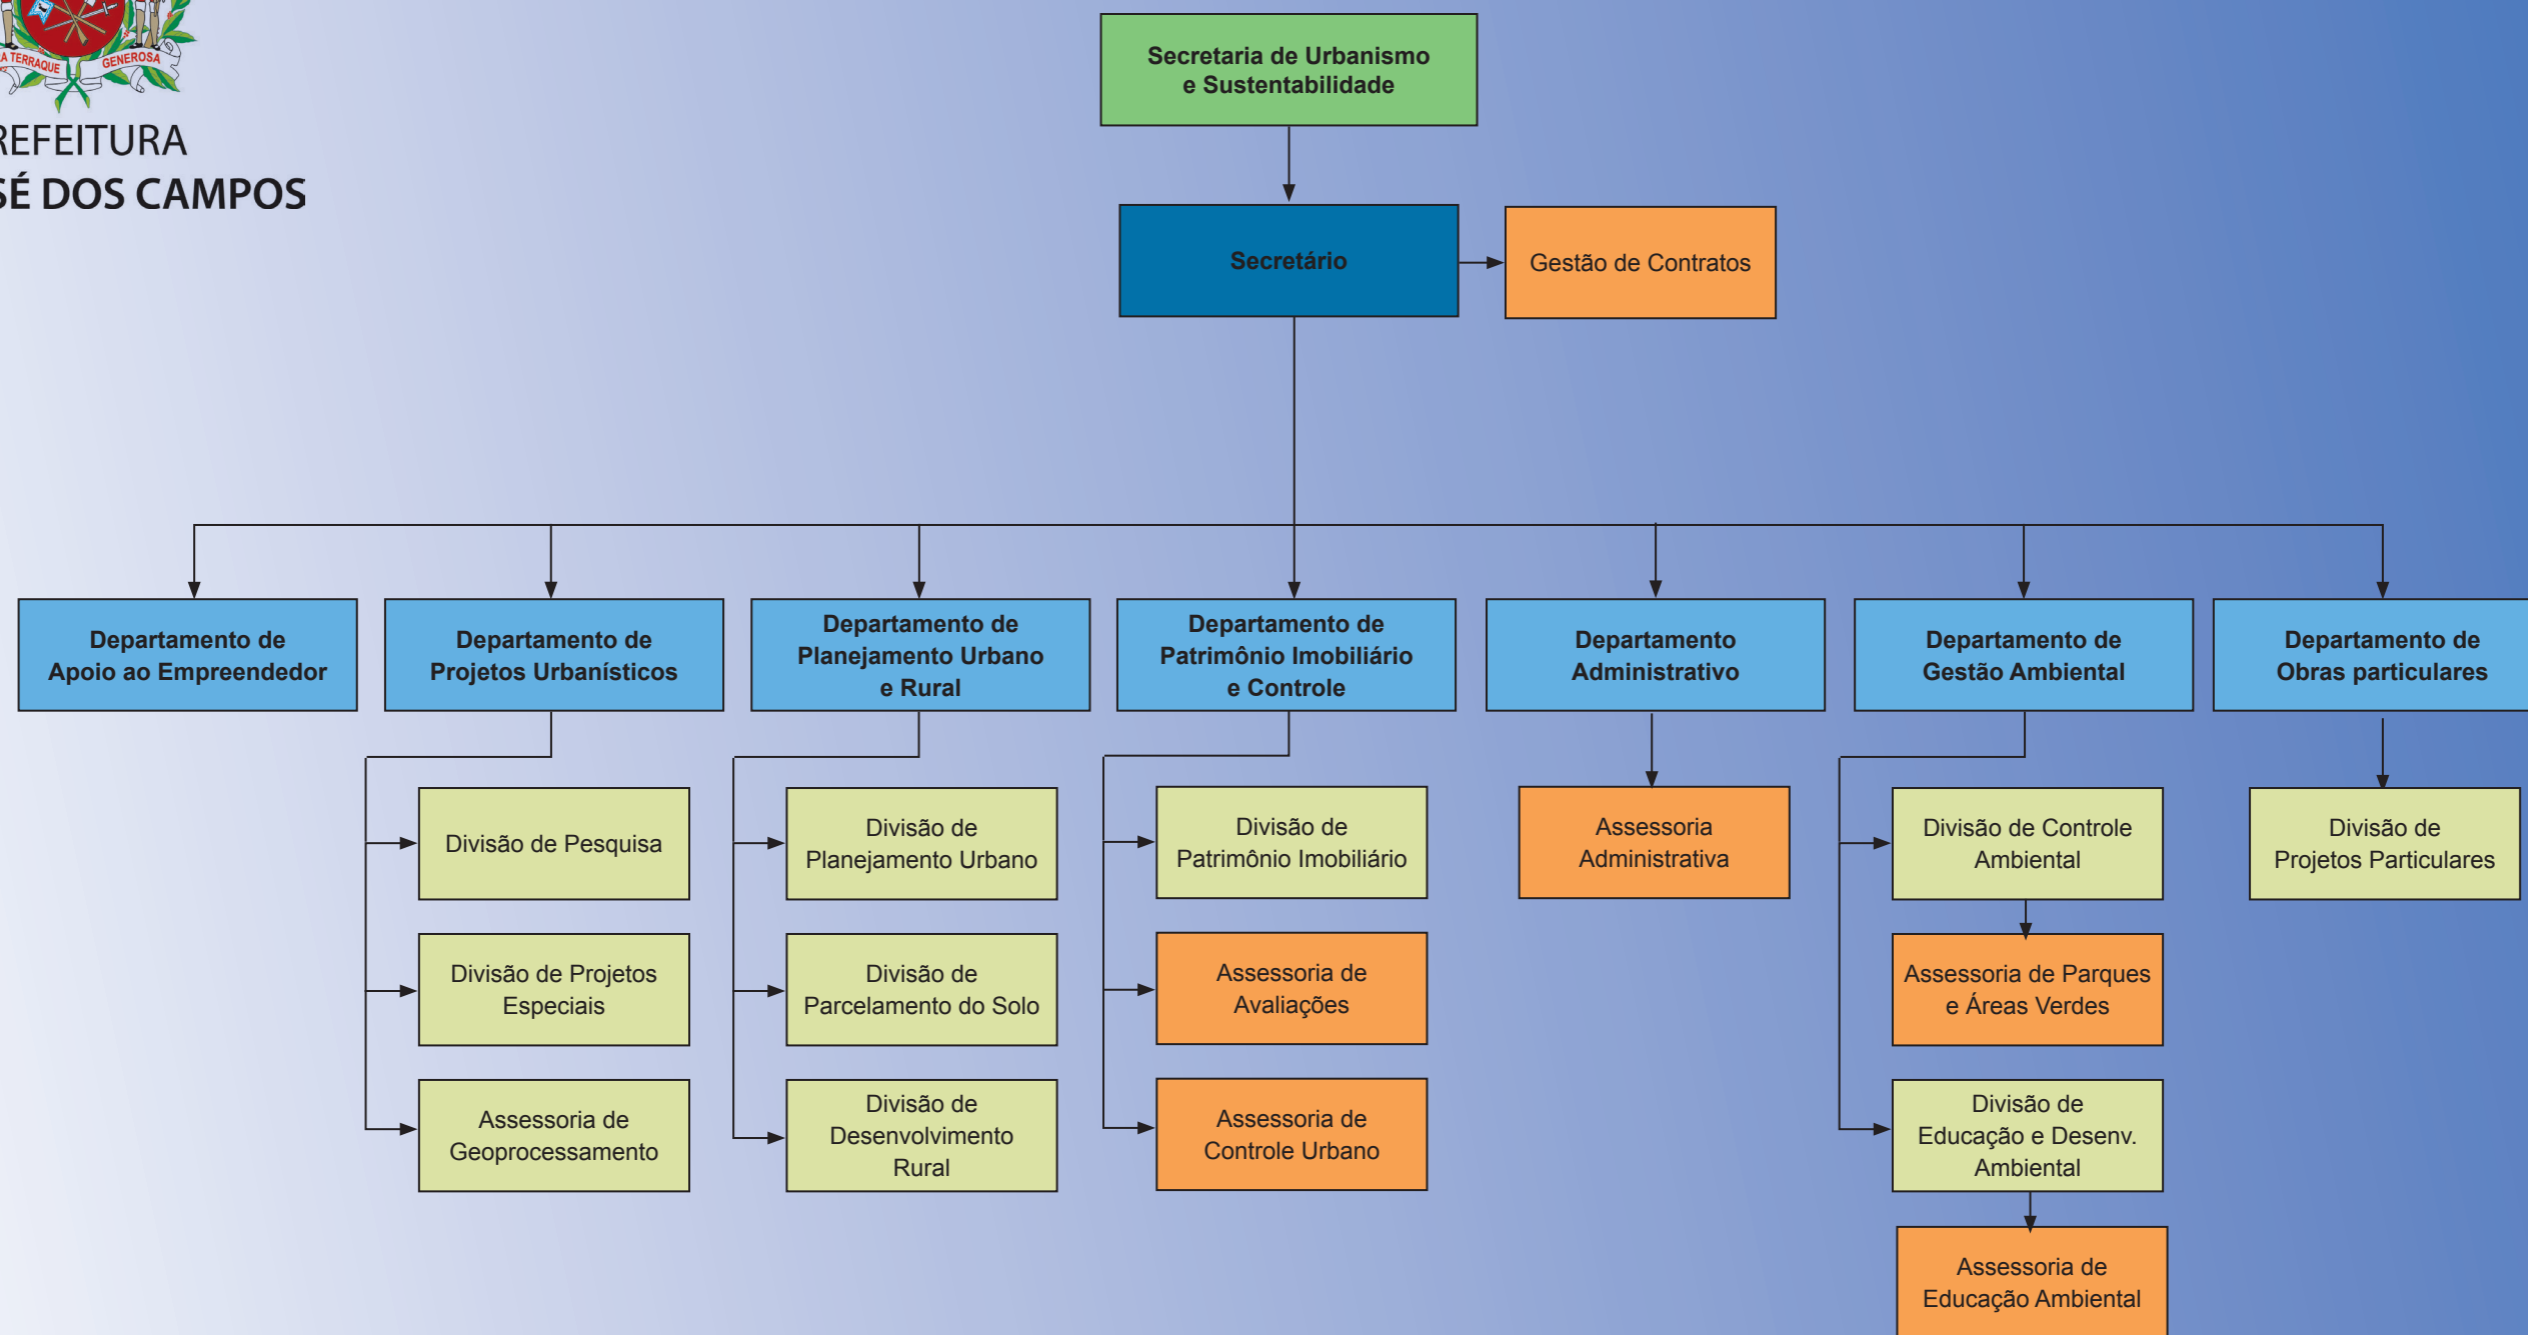 GENEROSA
Secretaria de Urbanismo
e Sustentabilidade
Secretário
Gestão de Contratos
DOS CAMPOS
Departamento de
Apoio ao Empreendedor
Departamento de
Projetos Urbanísticos
Departamento de
Planejamento Urbano
e Rural
Departamento de
Patrimônio Imobiliário
e Controle
Departamento
Administrativo
Departamento de
Gestão Ambiental
Departamento de
Obras particulares
Divisão de Pesquisa
Divisão de Projetos
Especiais
Assessoria de
Geoprocessamento
Divisão de
Planejamento Urbano
Divisão de
Parcelamento do Solo
Divisão de
Desenvolvimento
Rural
Divisão de
Patrimônio Imobiliário
Assessoria de
Avaliações
Assessoria de
Controle Urbano
Assessoria
Administrativa
Divisão de Controle
Ambiental
Assessoria de Parques
e Áreas Verdes
Divisão de
Educação e Desenv.
Ambiental
Assessoria de
Educação Ambiental
Divisão de
Projetos Particulares